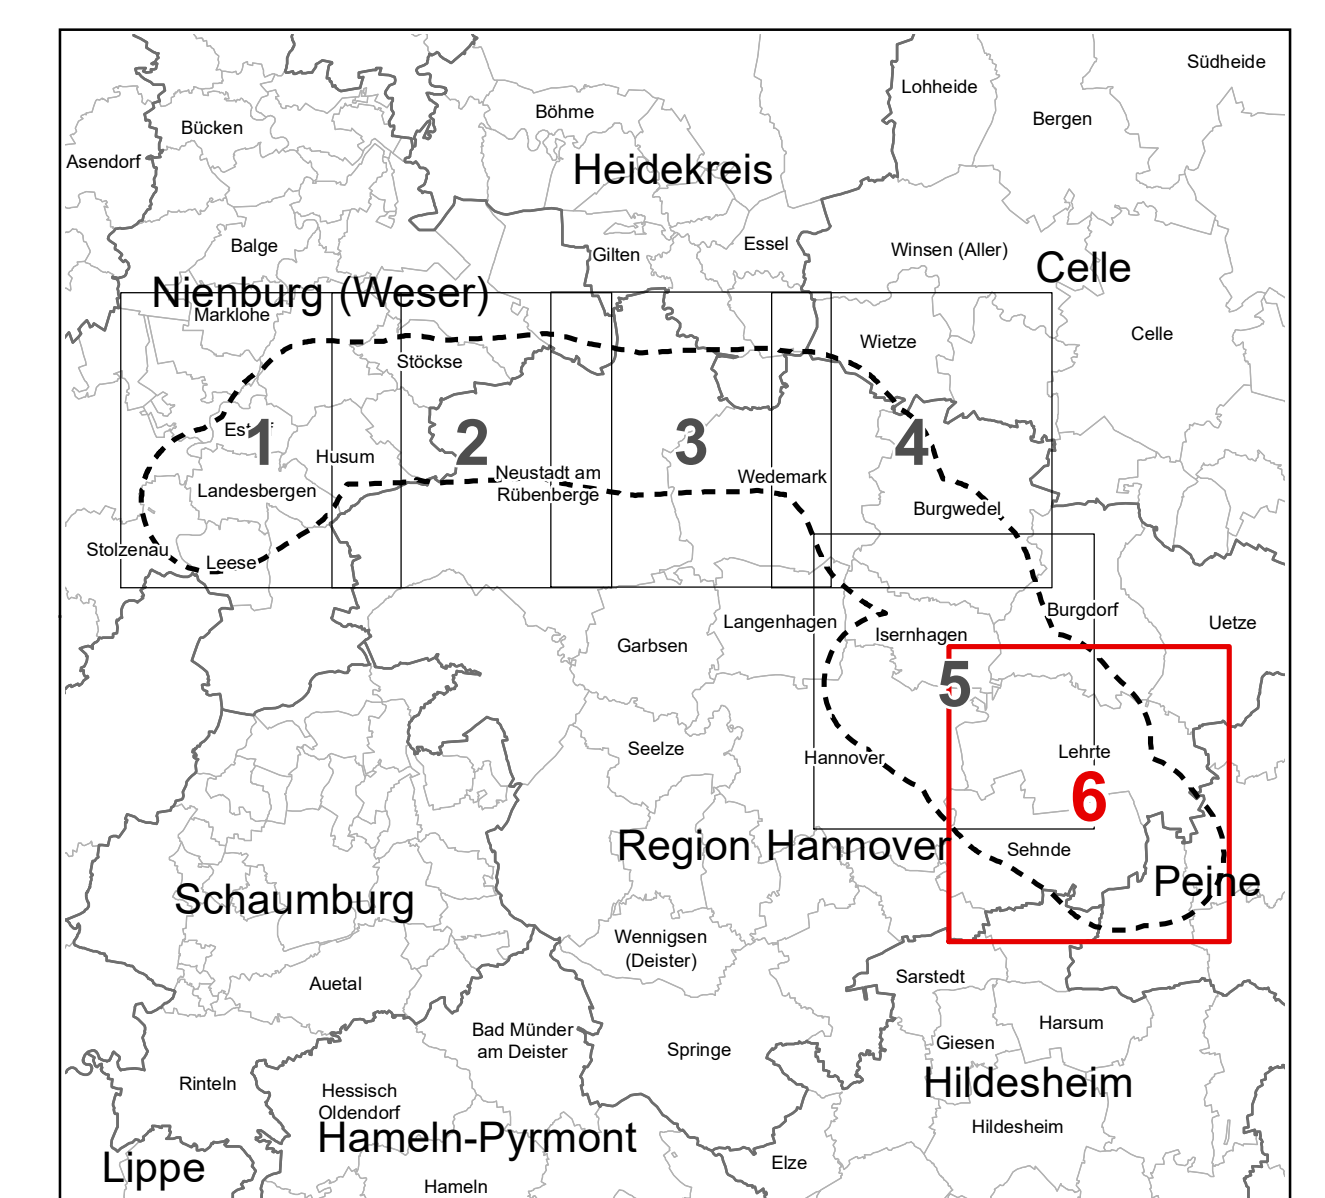 Südheide
Lohheide
Böhme
Bergen
Bücken
Asendorf
Heidekreis
Balge
Gilten
Essel
Winsen (Aller)
Celle
Nienburg (Weser)
Marklohe
Celle
Wietze
Stöckse
1
2
3
4
Husum
Neustadt am
Rübenberge
Wedemark
Landesbergen
Burgwedel
Stolzenau
Leese
Burgdorf
Langenhagen
Uetze
Isernhagen
Garbsen
5
Seelze
Lehrte
Hannover
6
Region Hannover
Sehnde
Peine
Schaumburg
Wennigsen
(Deister)
Sarstedt
Auetal
Harsum
Bad Münder
am Deister
Giesen
Springe
Rinteln
Hessisch
Oldendorf
Hildesheim
Hildesheim
Hameln-Pyrmont
Lippe
Elze
Hameln